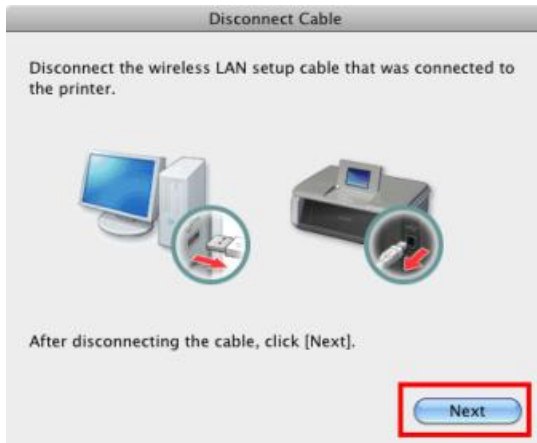 Disconnect Cable
Disconnect the wireless LAN setup cable that was connected to
the printer.
After disconnecting the cable, click [Next].
Next